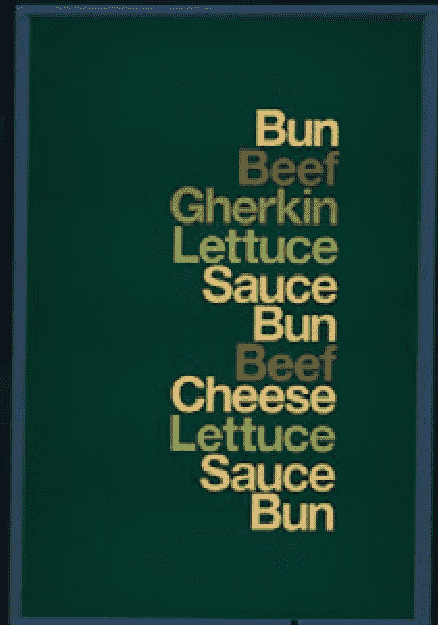 Bun
Beef
Gherkin
Lettuce
Sauce
Bun
Beef
Cheese
Lettuce
Sauce
Bun